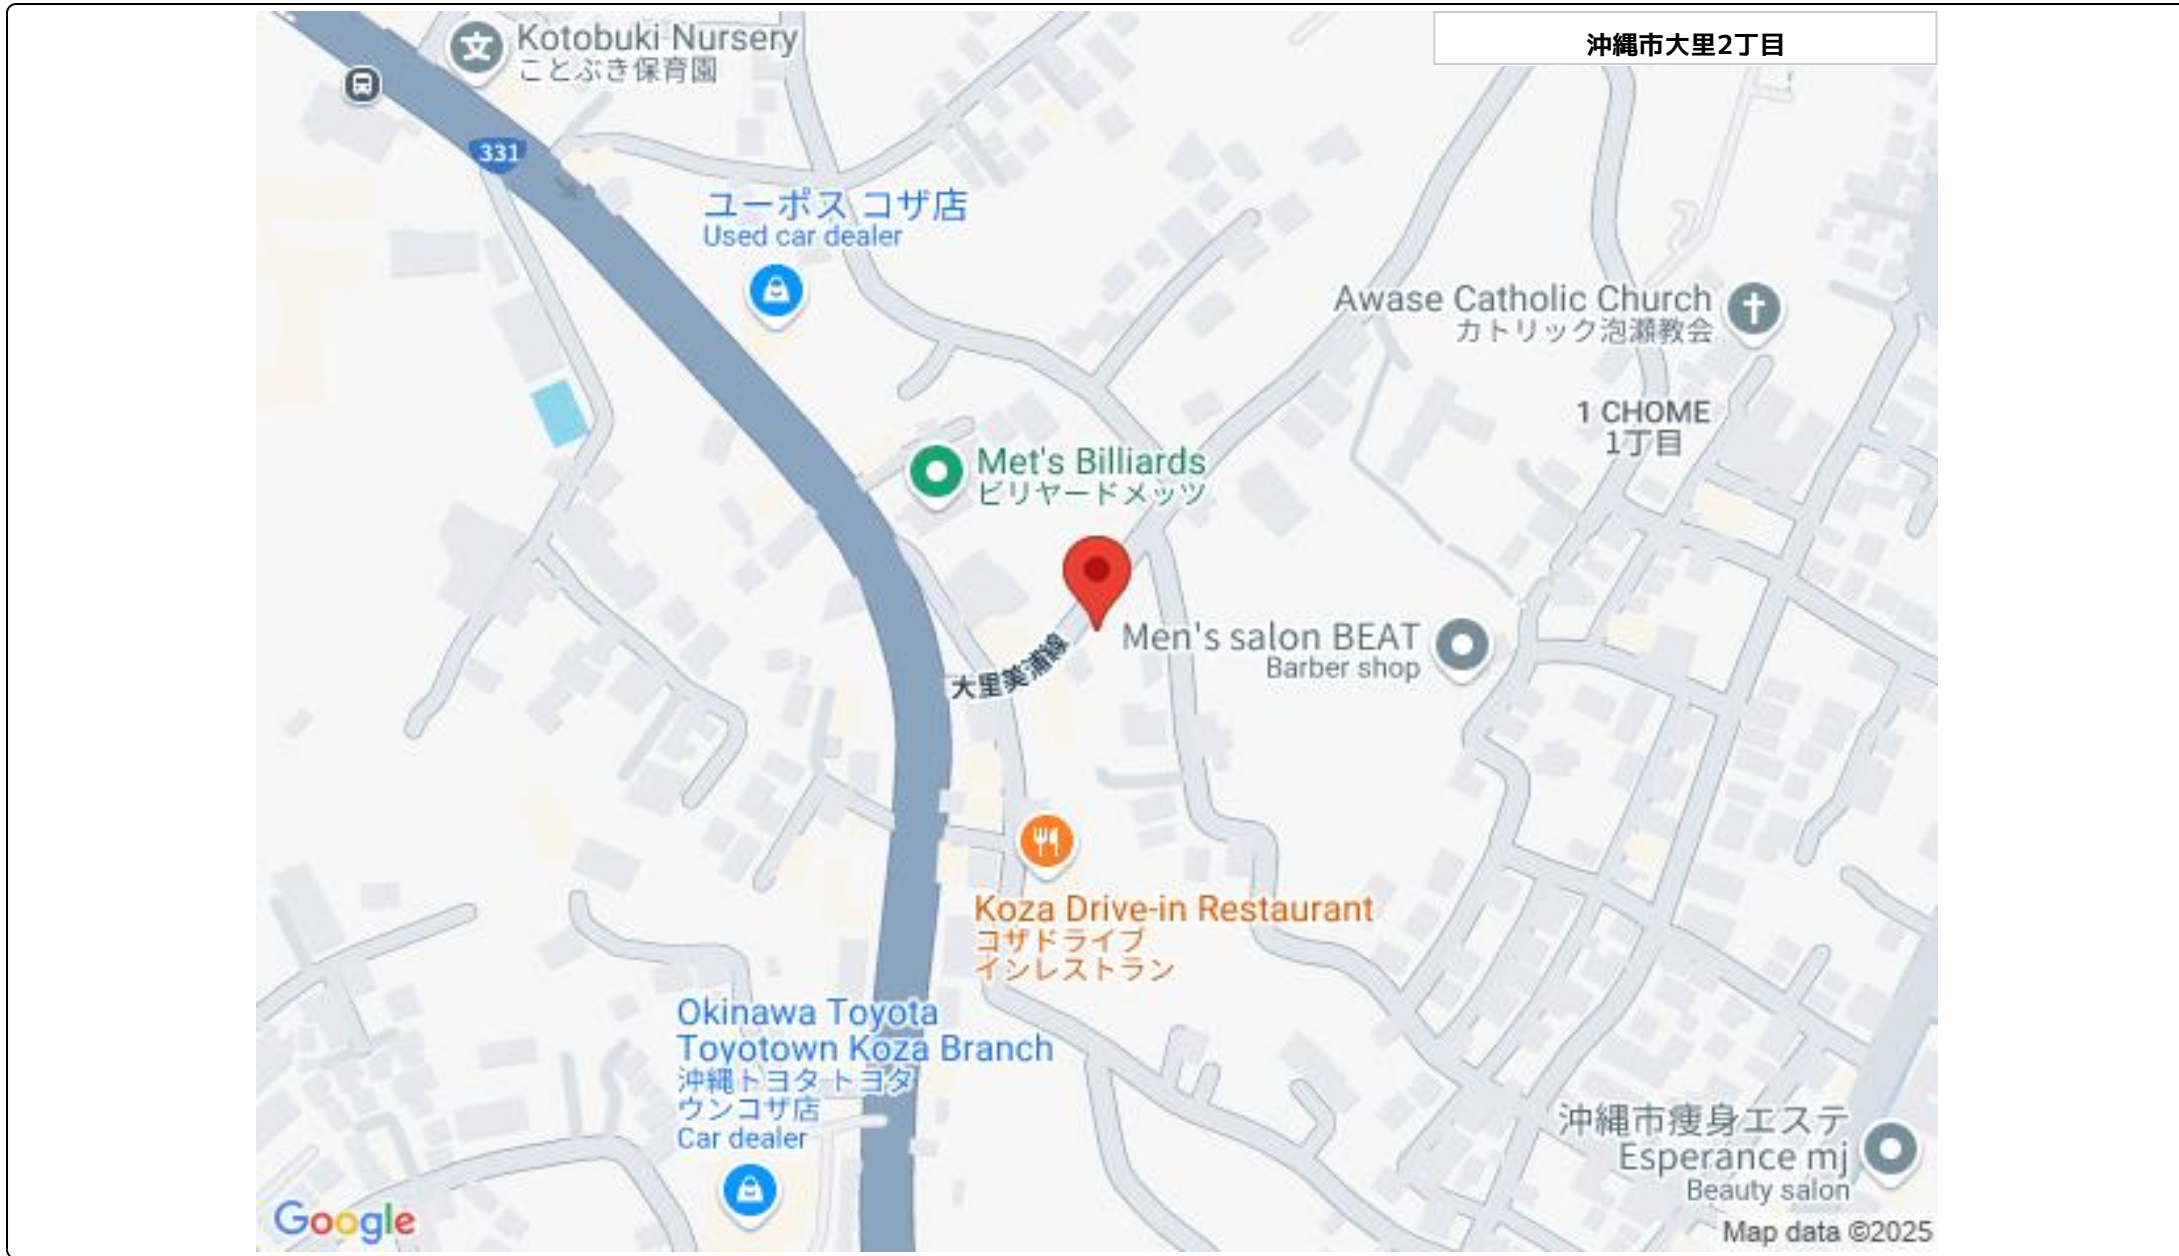 沖縄市大里2丁目
Kotobuki Nursery
ことぶき保育園
331
ユーポス コザ店
Used car dealer
Awase Catholic Church
カトリック泡瀬教会
1 CHOME
1丁目
Met's Billiards
ビリヤードメッツ
大里美浦線
Men's salon BEAT
Barber shop
Koza Drive-in Restaurant
コザドライブ
インレストラン
Okinawa Toyota
Toyotown Koza Branch
沖縄トヨタトヨタ
ウンコザ店
Car dealer
沖縄市痩身エステ
Esperance mj
Beauty salon
Google
Map data ©2025